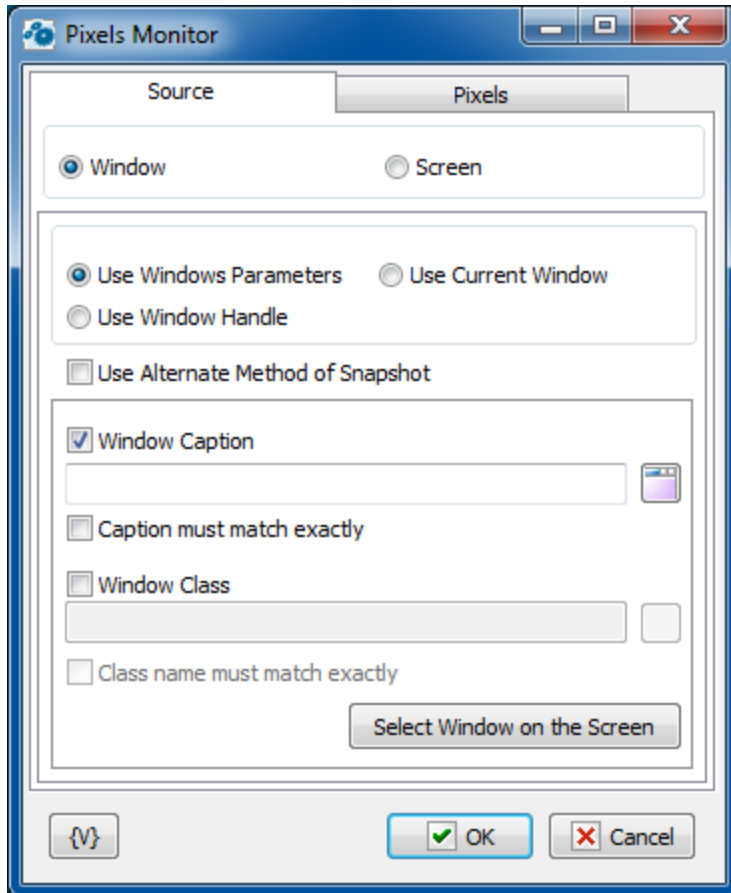 Pixels Monitor
Source Pixels
Window Screen
Use Windows Parameters Use Current Window
Use Window Handle
Use Alternate Method of Snapshot
Window Caption
Caption must match exactly
Window Class
Class name must match exactly
Select Window on the Screen
{V} OK Cancel